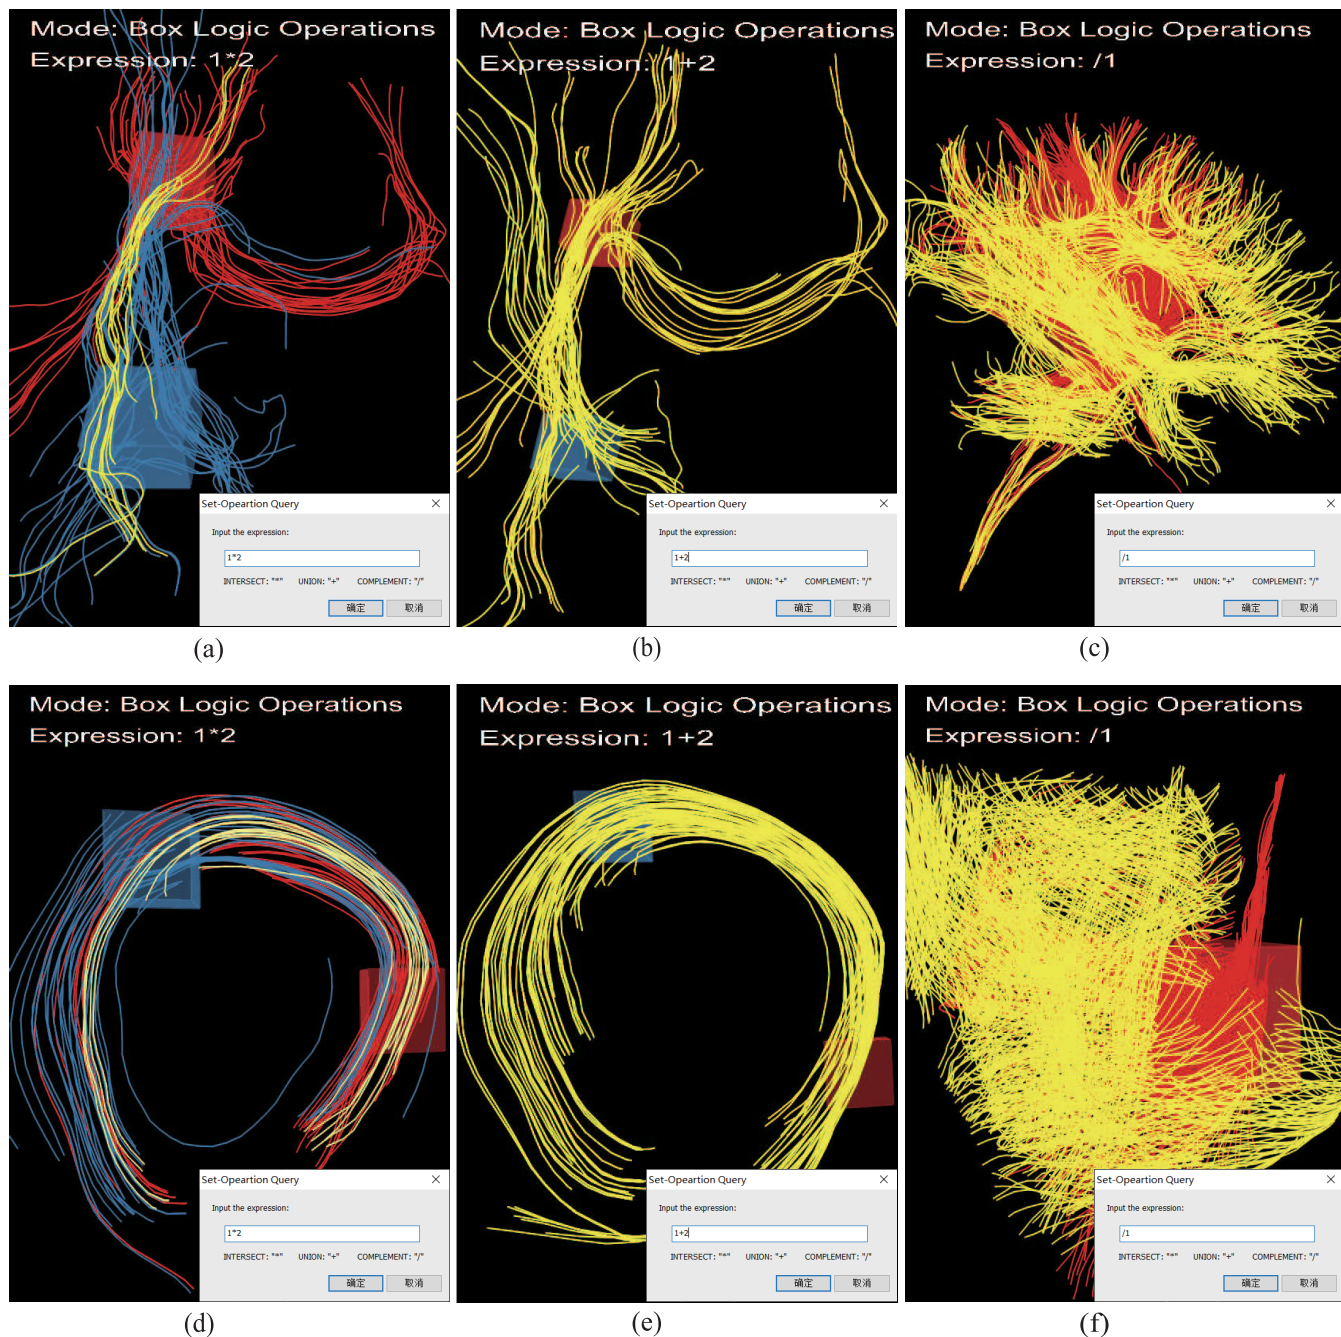 Mode: Box Logic Operations
Expression: 1*2
Set-Opeartion Query
Input the expression:
1*2
INTERSECT: "*" UNION: "+" COMPLEMENT: "/"
确定 取消
(a)
Mode: Box Logic Operations
Expression: 1+2
Set-Opeartion Query
Input the expression:
1+2
INTERSECT: "*" UNION: "+" COMPLEMENT: "/"
确定 取消
(b)
Mode: Box Logic Operations
Expression: /1
Set-Opeartion Query
Input the expression:
/1
INTERSECT: "*" UNION: "+" COMPLEMENT: "/"
确定 取消
(c)
Mode: Box Logic Operations
Expression: 1*2
Set-Opeartion Query
Input the expression:
1*2
INTERSECT: "*" UNION: "+" COMPLEMENT: "/"
确定 取消
(d)
Mode: Box Logic Operations
Expression: 1+2
Set-Opeartion Query
Input the expression:
1+2
INTERSECT: "*" UNION: "+" COMPLEMENT: "/"
确定 取消
(e)
Mode: Box Logic Operations
Expression: /1
Set-Opeartion Query
Input the expression:
/1
INTERSECT: "*" UNION: "+" COMPLEMENT: "/"
确定 取消
(f)